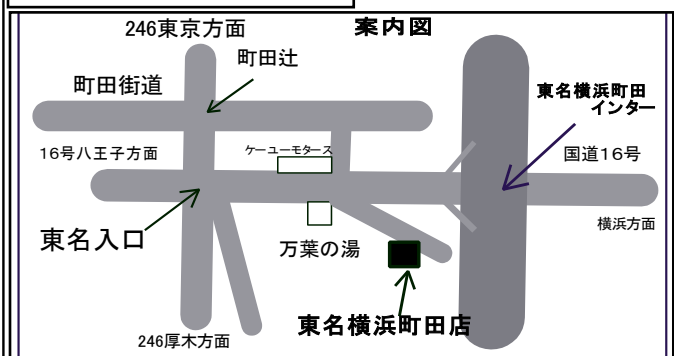 246東京方面
案内図
町田辻
町田街道
東名横浜町田
インター
16号八王子方面
ケーユーモタース
国道16号
横浜方面
東名入口
万葉の湯
東名横浜町田店
246厚木方面